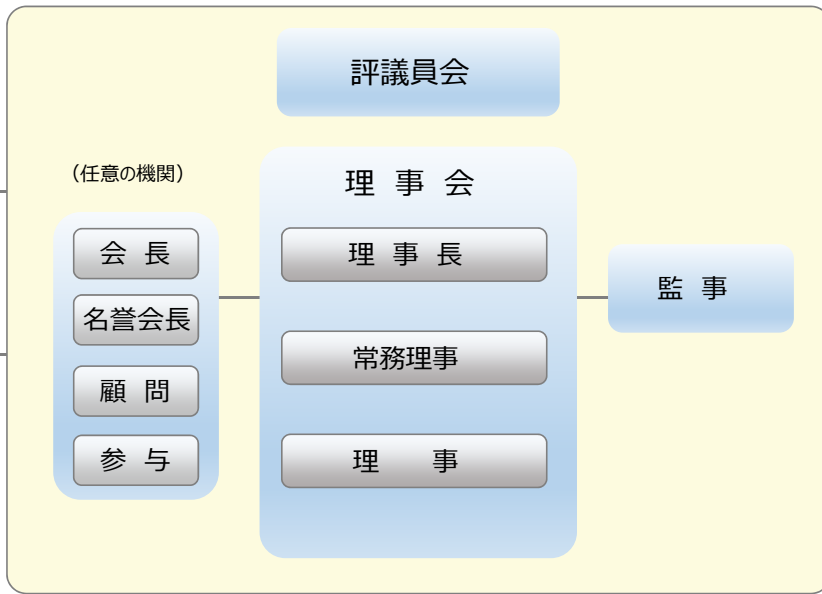 評議員会
（任意の機関）
会 長
名誉会長
顧 問
参 与
理 事 会
理 事 長
常務理事
理 事
監 事